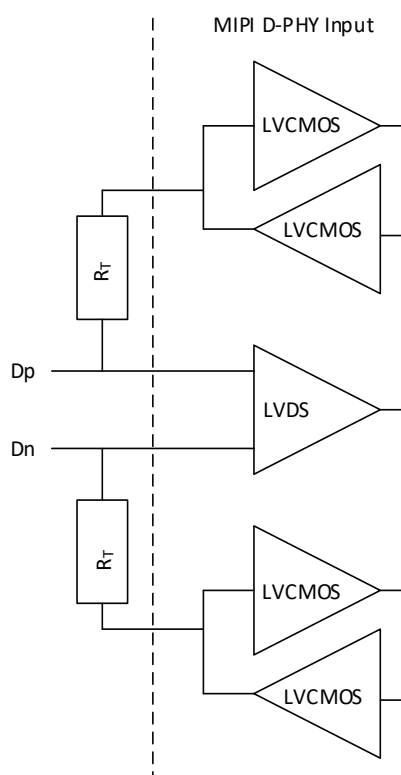 MIPI D-PHY Input
LVCMOS
LVCMOS
RT
Dp
LVDS
Dn
RT
LVCMOS
LVCMOS